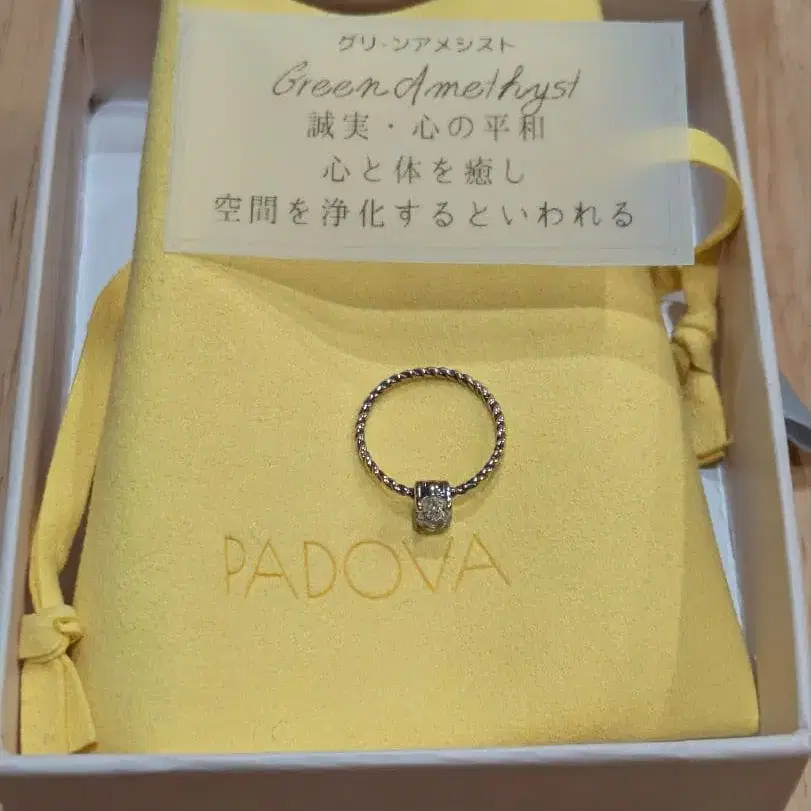 グリーンアメシスト
Green Amethyst
誠実・心の平和
心と体を癒し
空間を浄化するといわれる
PADOVA